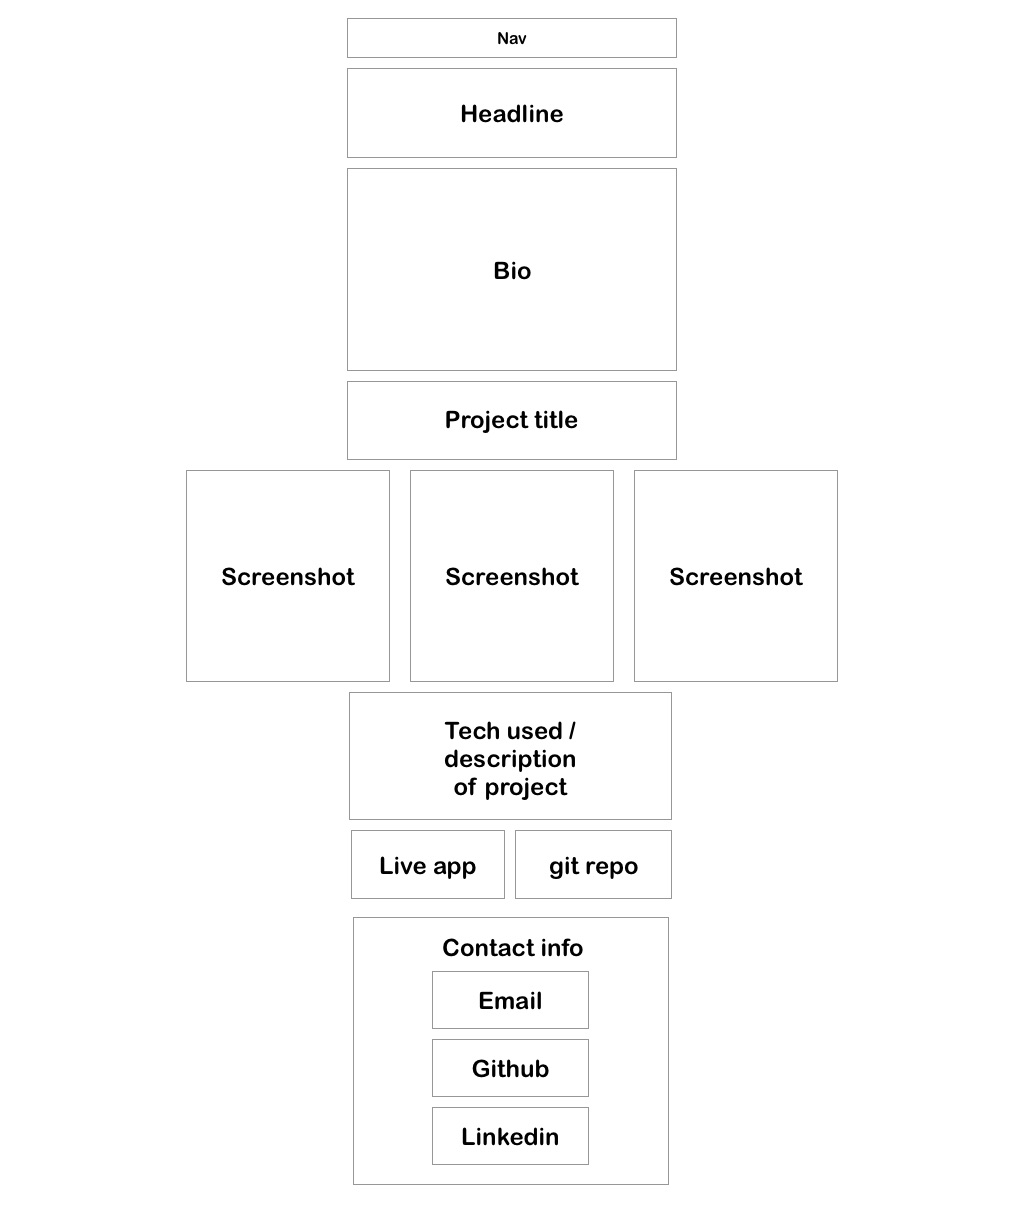 Nav
Headline
Bio
Project title
Screenshot
Screenshot
Screenshot
Tech used /
description
of project
Live app
git repo
Contact info
Email
Github
Linkedin